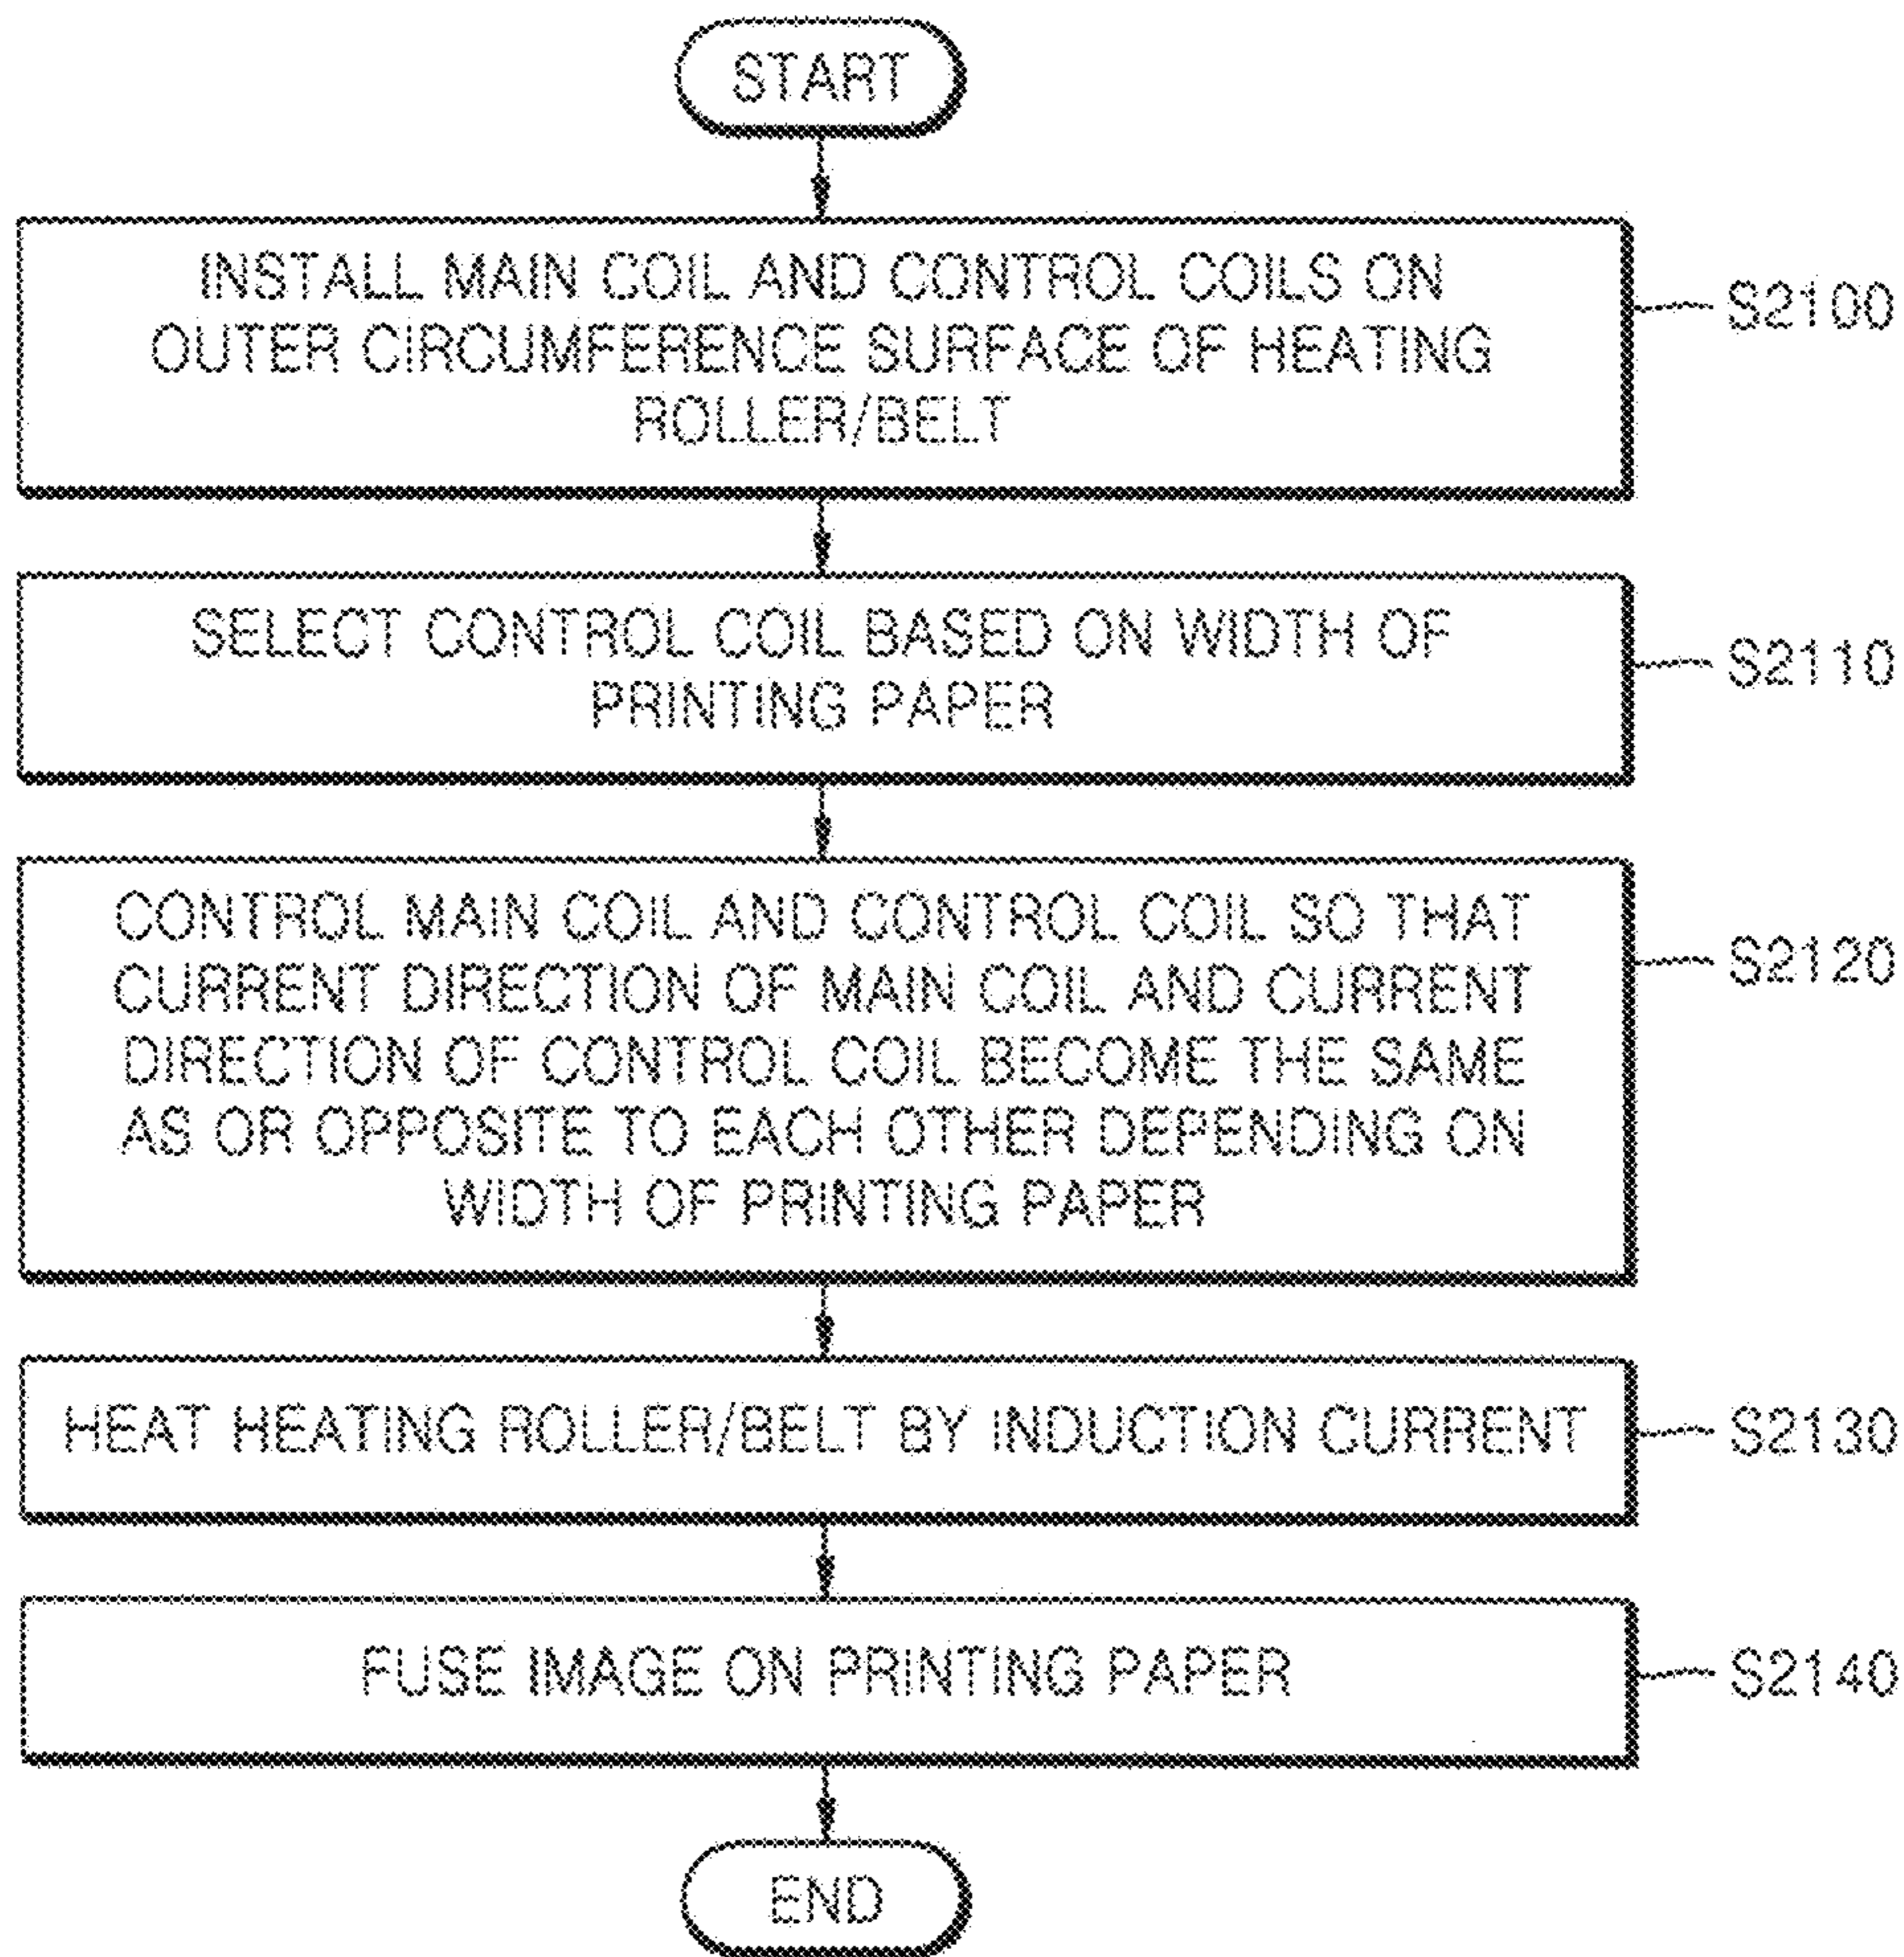 START
INSTALL MAIN COIL AND CONTROL COILS ON
OUTER CIRCUMFERENCE SURFACE OF HEATING
ROLLER/BELT
S2100
SELECT CONTROL COIL BASED ON WIDTH OF
PRINTING PAPER
S2110
CONTROL MAIN COIL AND CONTROL COIL SO THAT
CURRENT DIRECTION OF MAIN COIL AND CURRENT
DIRECTION OF CONTROL COIL BECOME THE SAME
AS OR OPPOSITE TO EACH OTHER DEPENDING ON
WIDTH OF PRINTING PAPER
S2120
HEAT HEATING ROLLER/BELT BY INDUCTION CURRENT
S2130
FUSE IMAGE ON PRINTING PAPER
S2140
END